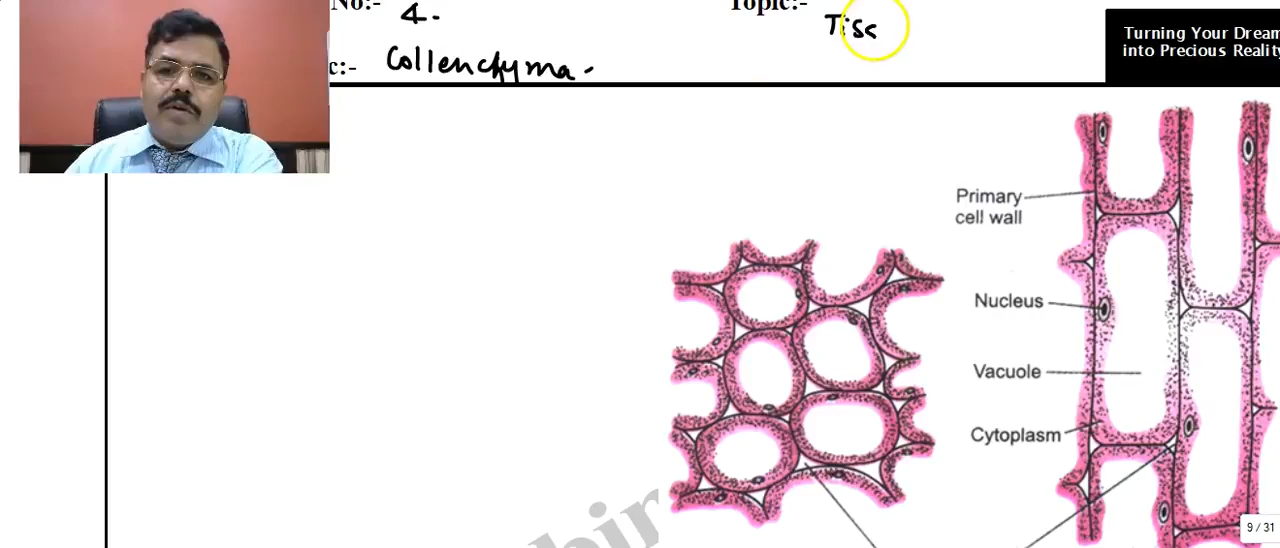 No:- 4. Topic:- Tiss
c:- Collenchyma -
Turning Your Dream
into Precious Reality
Primary
cell wall
Nucleus
Vacuole
Cytoplasm
9 / 31